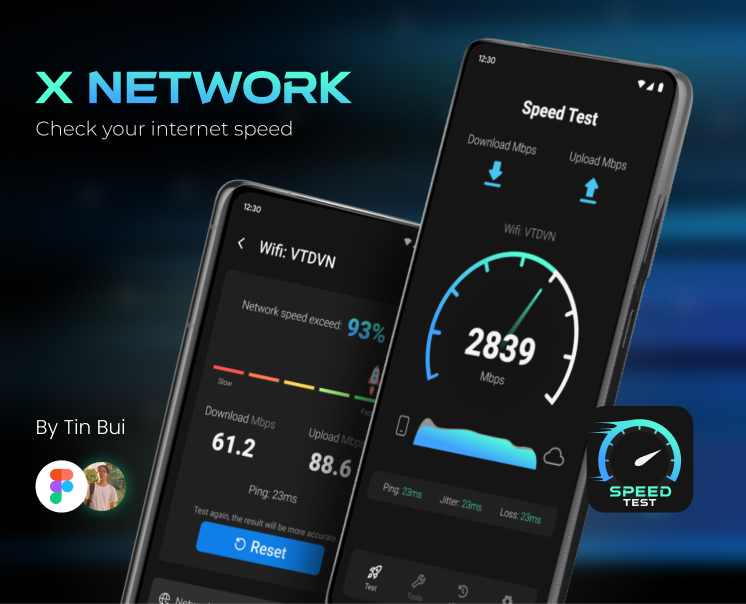 X NETWORK
Check your internet speed
By Tin Bui
12:30
Wifi: VTDVN
Network speed exceed: 93%
Slow
Download Mbps
Upload Mbps
61.2
88.6
Ping: 23ms
Test again, the result will be more accurate.
Reset
12:30
Speed Test
Download Mbps
Upload Mbps
Wifi: VTDVN
2839
Mbps
Ping: 23ms
Jitter: 23ms
Loss: 23ms
Test
Tools
SPEED
TEST